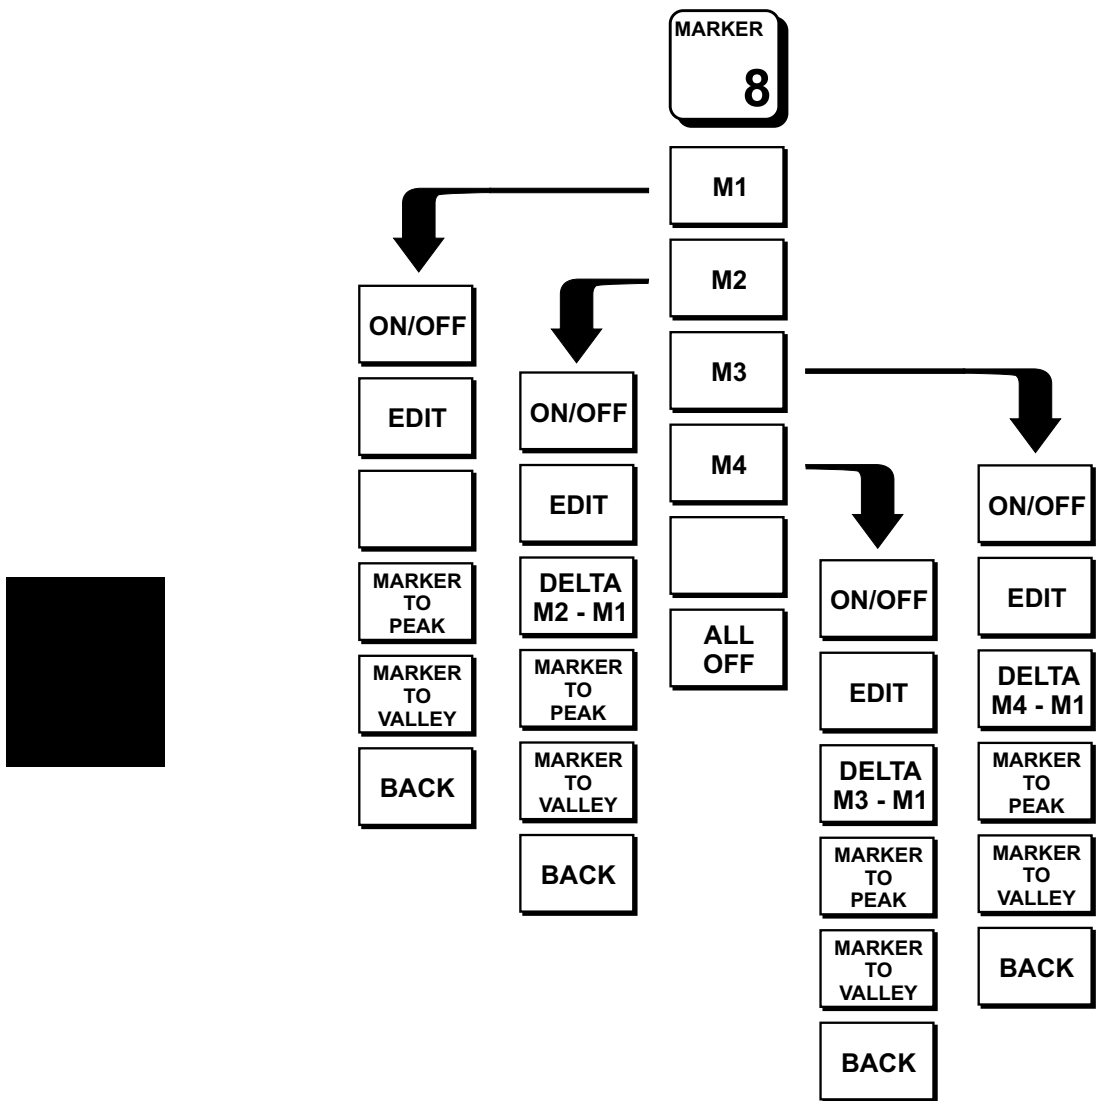 MARKER
8
M1
M2
M3
M4
ALL
OFF
ON/OFF
EDIT
MARKER
TO
PEAK
MARKER
TO
VALLEY
BACK
ON/OFF
EDIT
DELTA
M2 - M1
MARKER
TO
PEAK
MARKER
TO
VALLEY
BACK
ON/OFF
EDIT
DELTA
M3 - M1
MARKER
TO
PEAK
MARKER
TO
VALLEY
BACK
ON/OFF
EDIT
DELTA
M4 - M1
MARKER
TO
PEAK
MARKER
TO
VALLEY
BACK